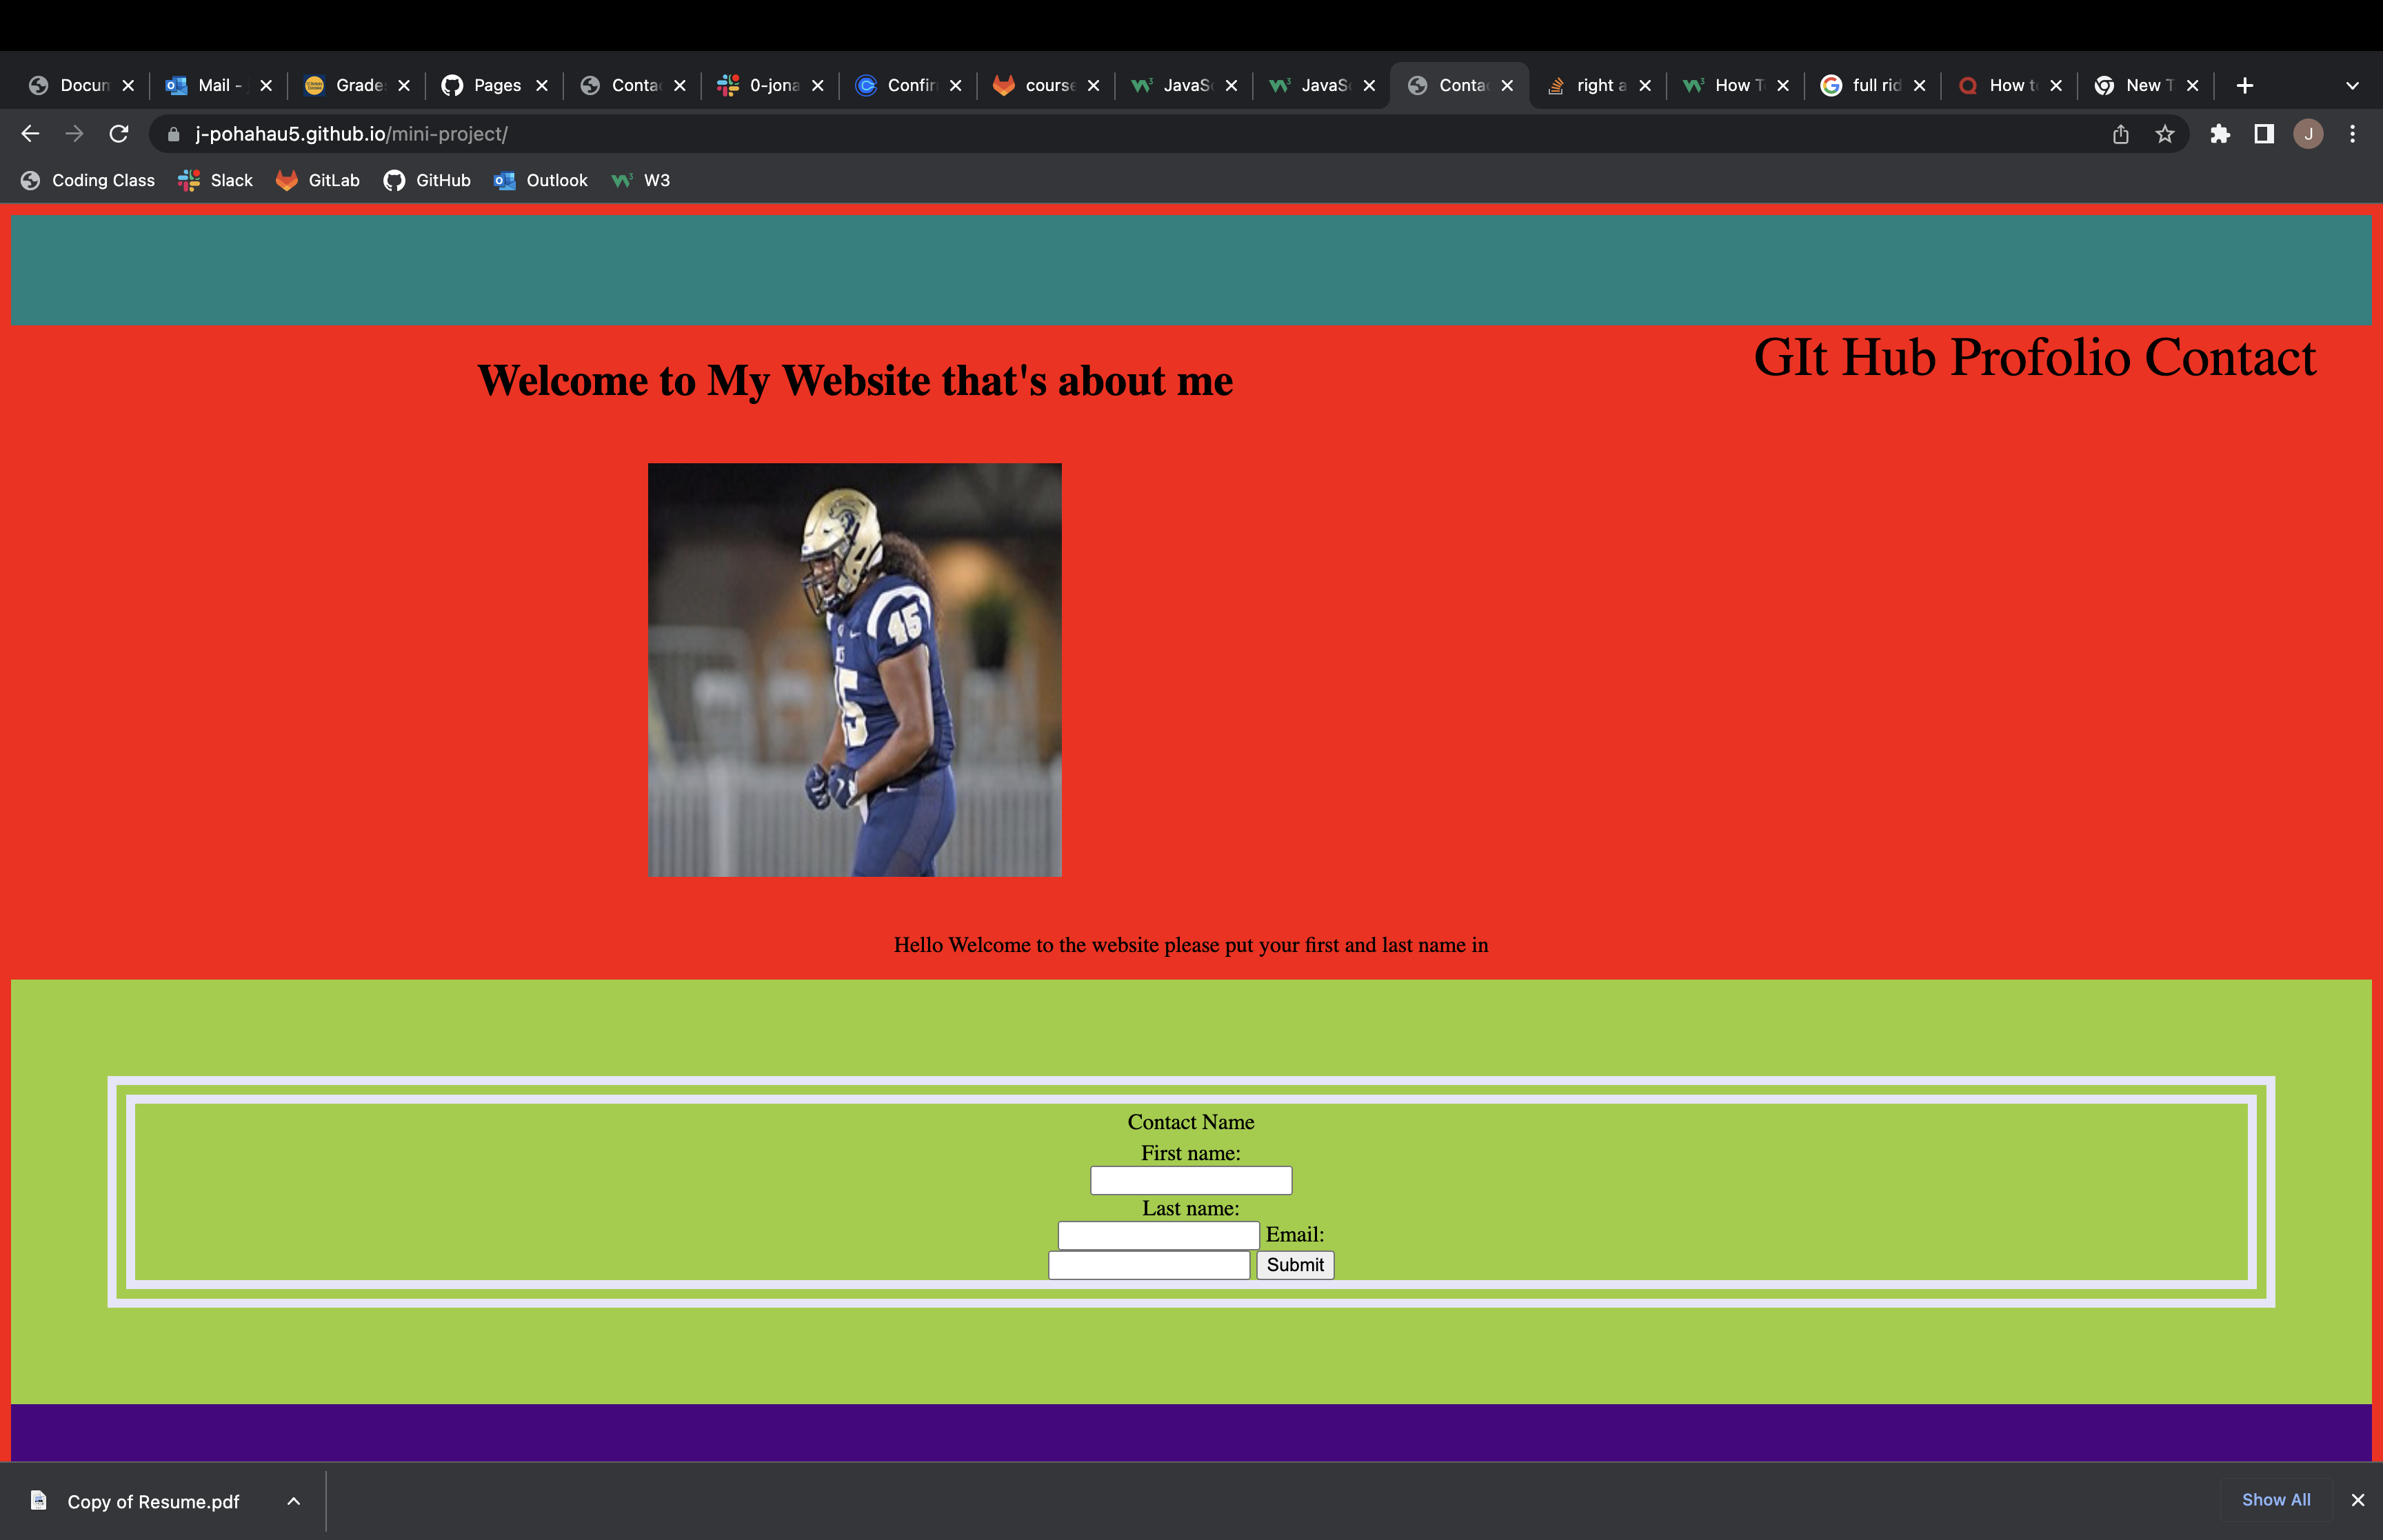 Docun Mail - Grade Pages Conta 0-jona Confir course JavaSc JavaSc Conta right a How T full rid How t New T
j-pohahau5.github.io/mini-project/ J
Coding Class Slack GitLab GitHub Outlook W3
GIt Hub Profolio Contact
Welcome to My Website that's about me
45
Hello Welcome to the website please put your first and last name in
Contact Name
First name:
Last name:
Email:
Submit
Copy of Resume.pdf Show All